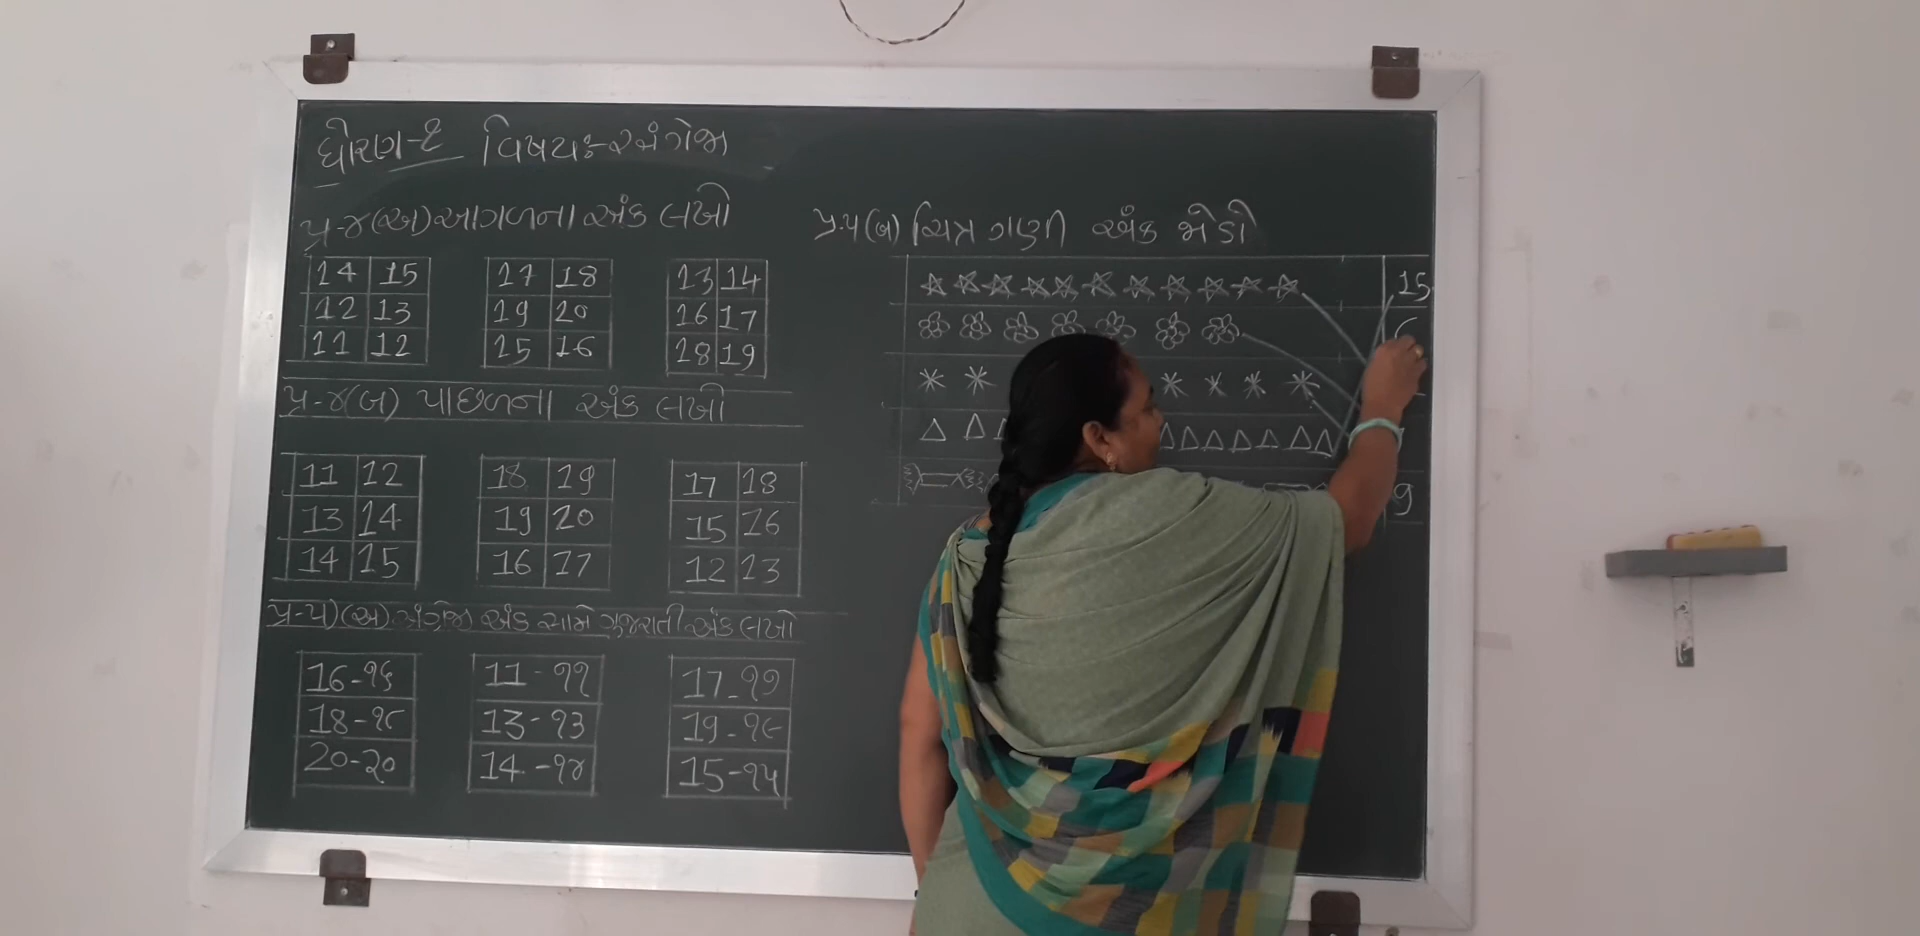 ધોરણ-૧ વિષયઃ-અંગ્રેજી
પ્ર-૪(અ) આગળના અંક લખો
14 15 17 18 13 14
12 13 19 20 16 17
11 12 15 16 18 19
પ્ર-૪(બ) પાછળના અંક લખો
11 12 18 19 17 18
13 14 19 20 15 16
14 15 16 17 12 13
પ્ર-૫)(અ) અંગ્રેજી અંક સામે ગુજરાતી અંક લખો
16-૧૬ 11-૧૧ 17-૧૭
18-૧૮ 13-૧૩ 19-૧૯
20-૨૦ 14-૧૪ 15-૧૫
પ્ર.૫(બ) ચિત્ર ગણી અંક જોડો
15
9